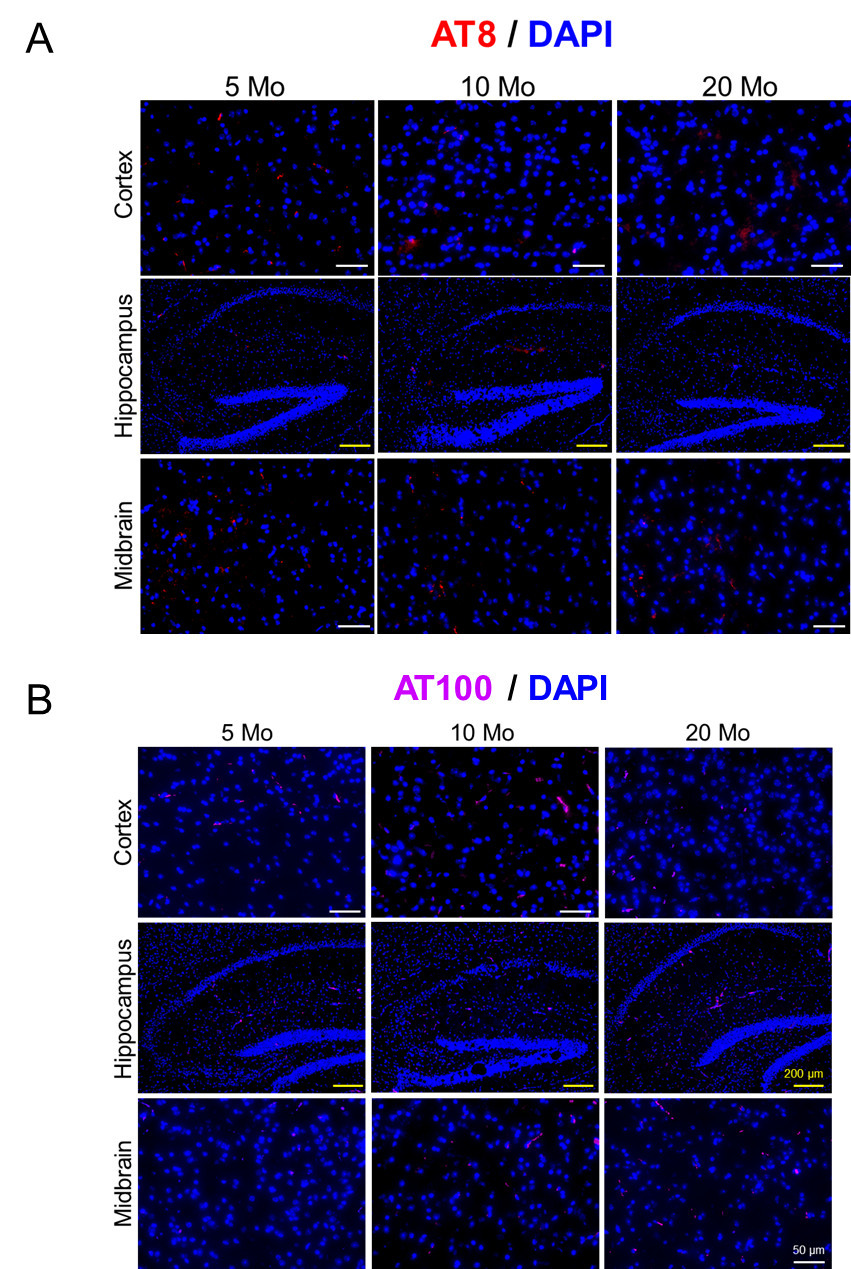 A
AT8 / DAPI
5 Mo
10 Mo
20 Mo
Cortex
Hippocampus
Midbrain
B
AT100 / DAPI
5 Mo
10 Mo
20 Mo
Cortex
Hippocampus
200 µm
Midbrain
50 µm